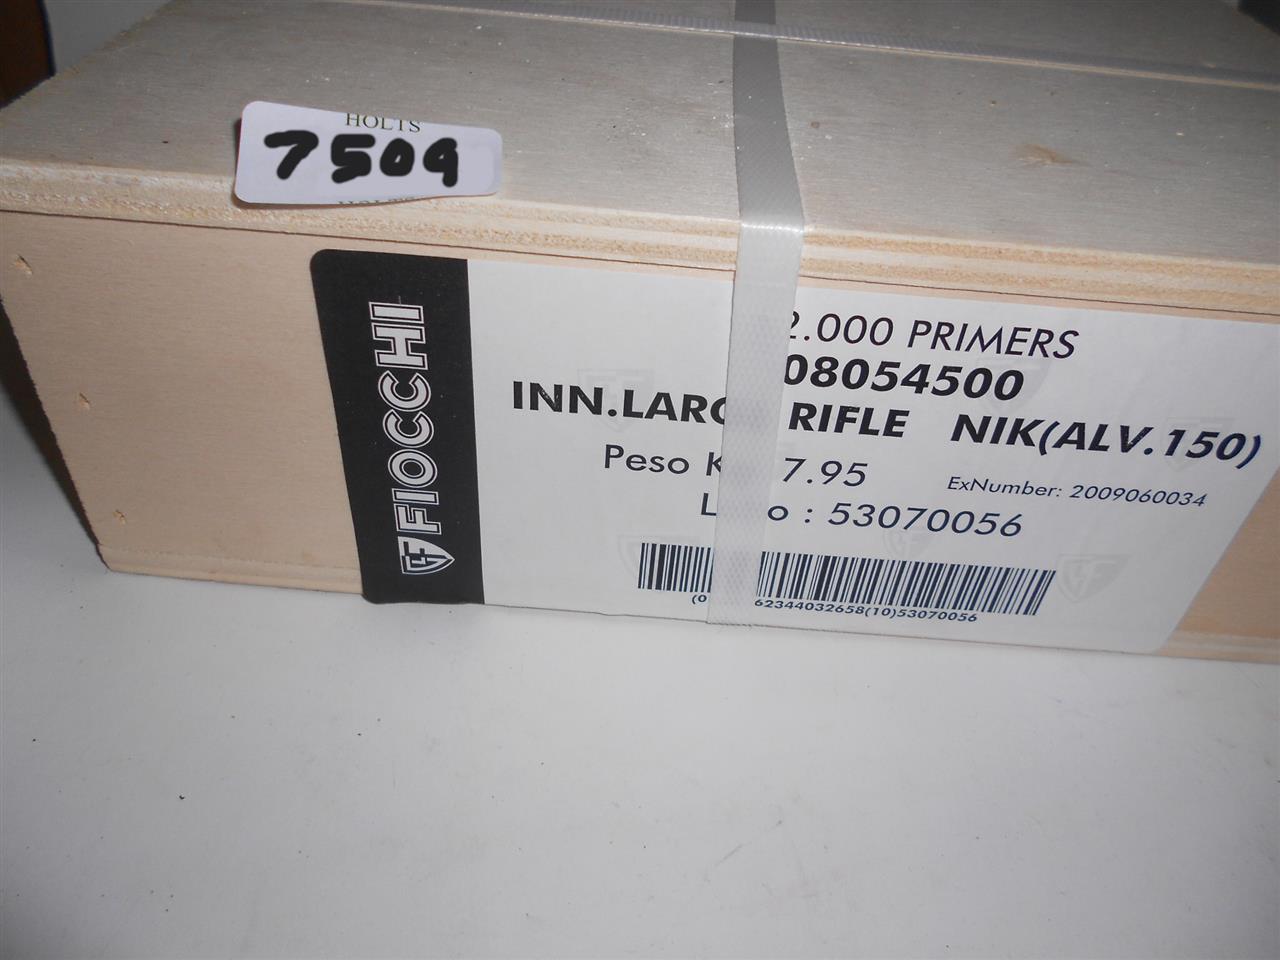 HOLTS
7509
FIOCCHI
2.000 PRIMERS
08054500
INN. RIFLE NIK(ALV.150)
Peso 7.95
ExNumber: 2009060034
: 53070056
62344032658(10)53070056